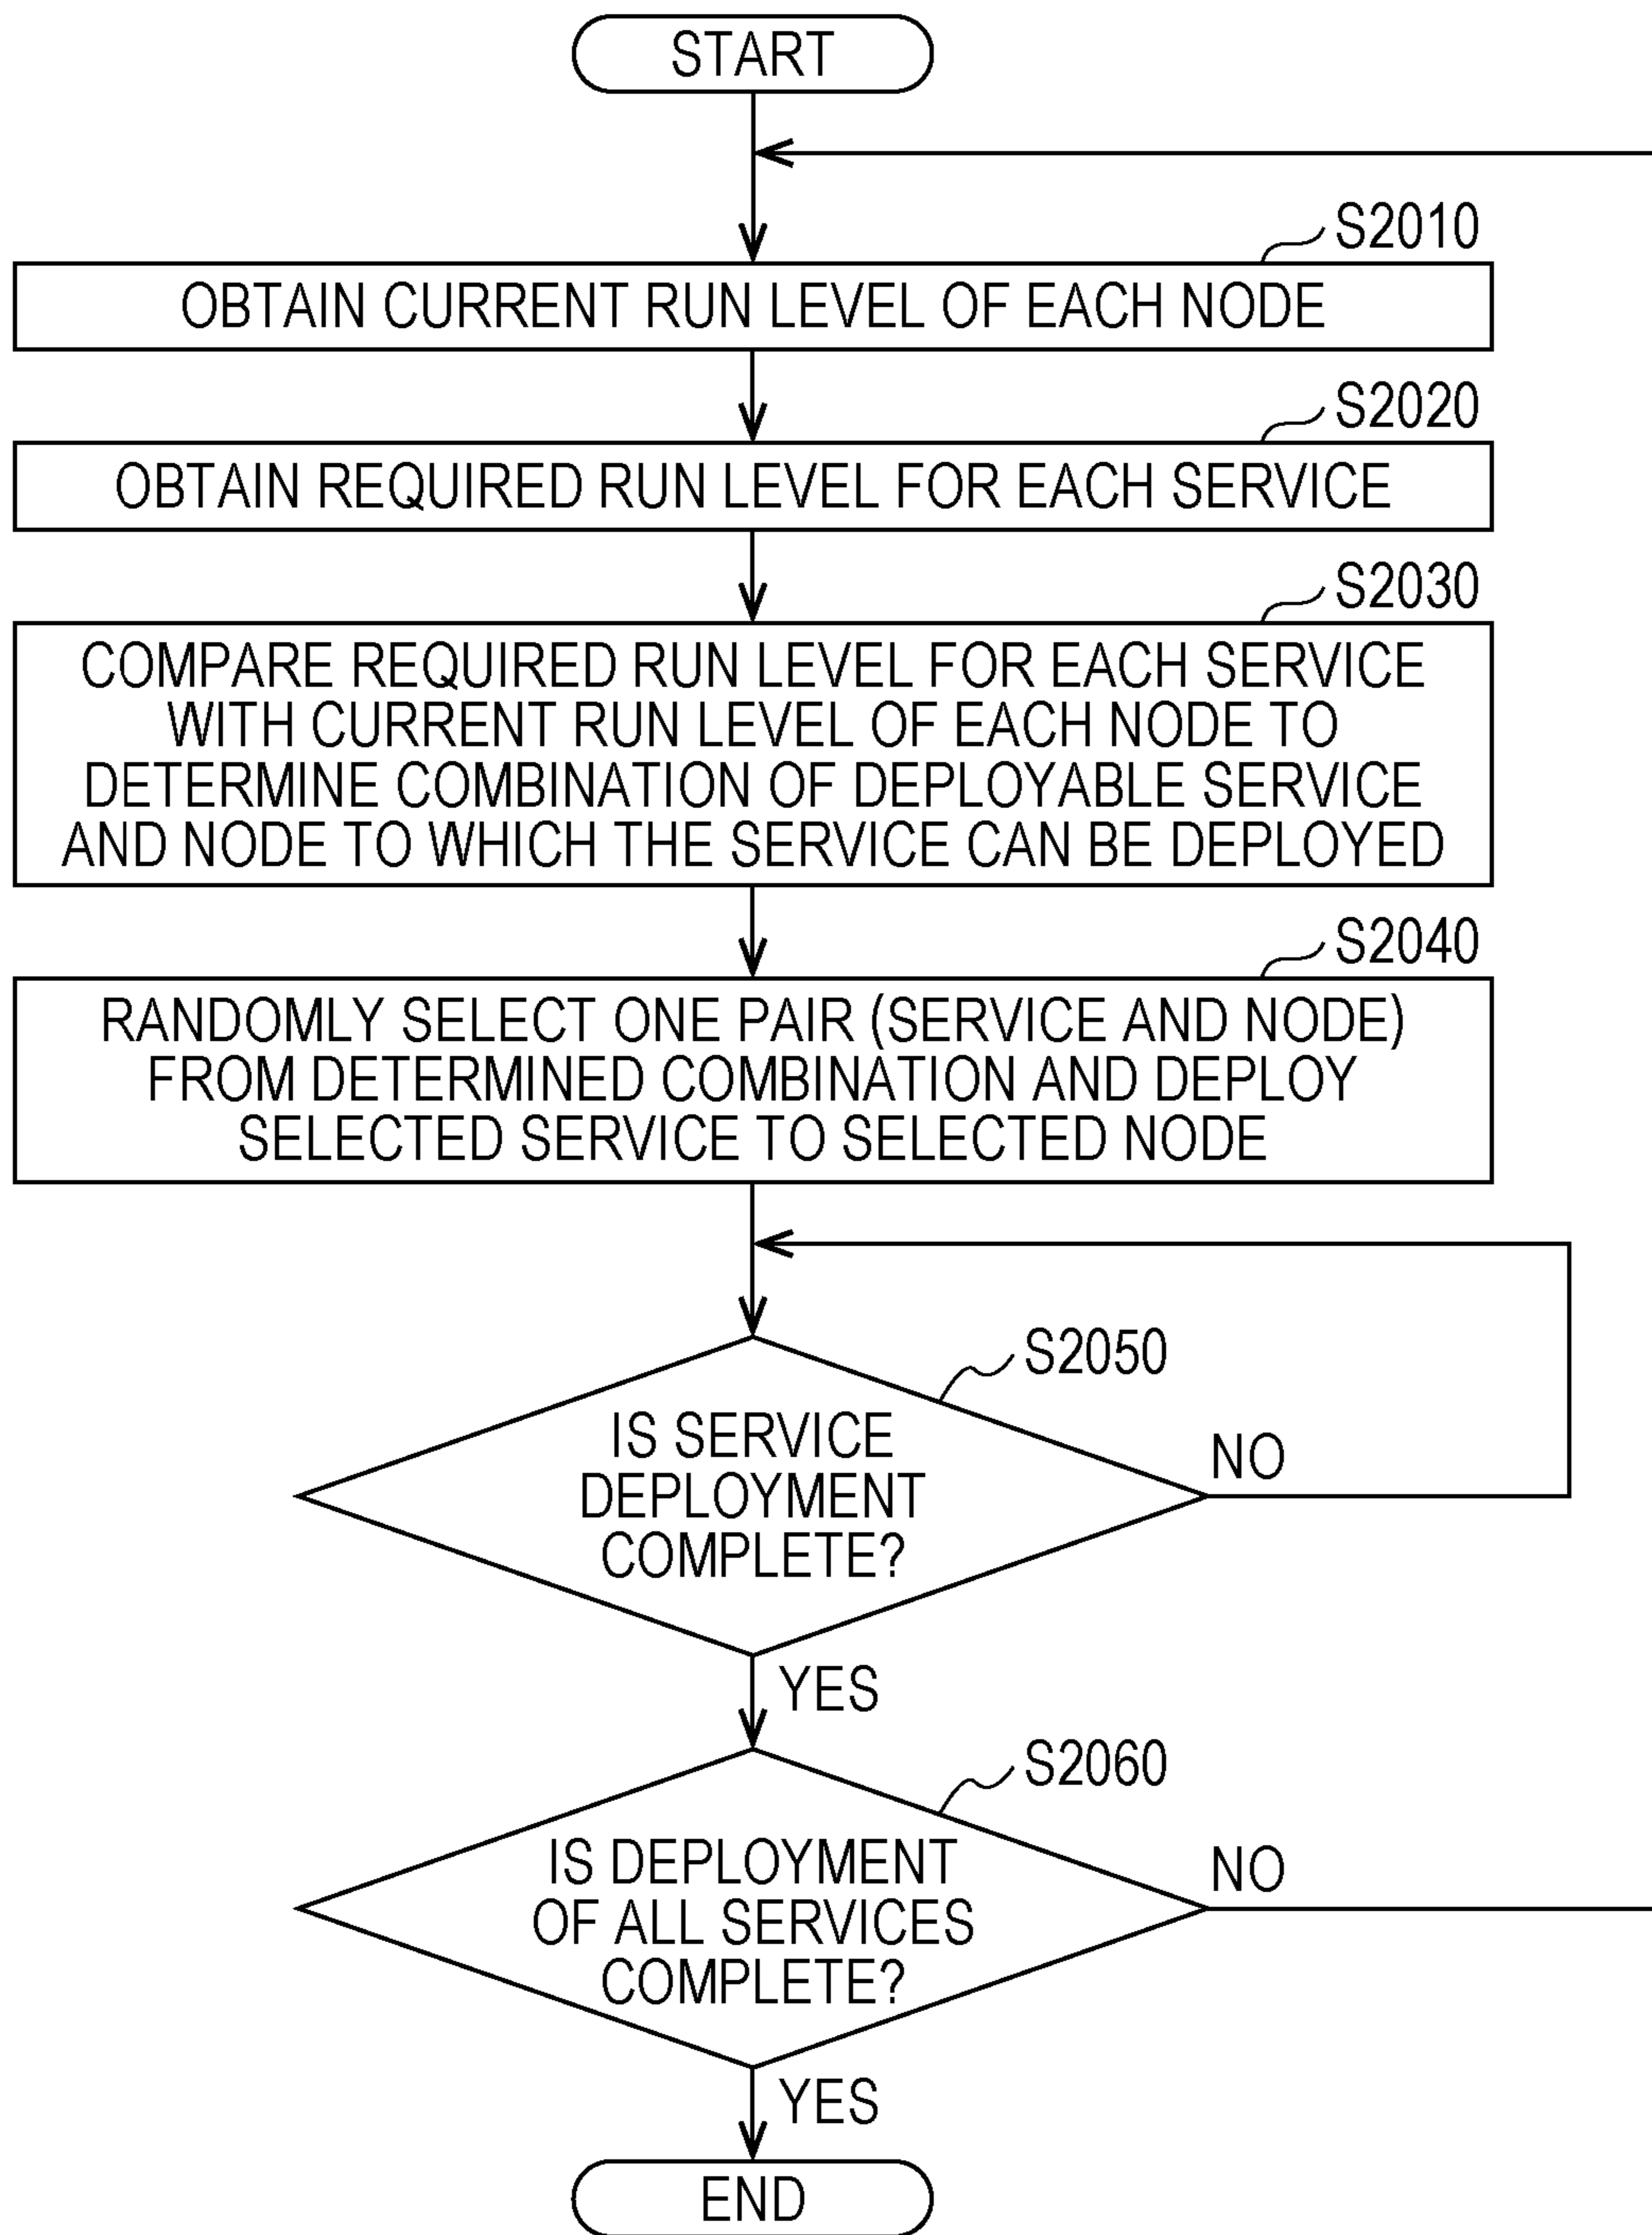 START
S2010
OBTAIN CURRENT RUN LEVEL OF EACH NODE
S2020
OBTAIN REQUIRED RUN LEVEL FOR EACH SERVICE
S2030
COMPARE REQUIRED RUN LEVEL FOR EACH SERVICE
WITH CURRENT RUN LEVEL OF EACH NODE TO
DETERMINE COMBINATION OF DEPLOYABLE SERVICE
AND NODE TO WHICH THE SERVICE CAN BE DEPLOYED
S2040
RANDOMLY SELECT ONE PAIR (SERVICE AND NODE)
FROM DETERMINED COMBINATION AND DEPLOY
SELECTED SERVICE TO SELECTED NODE
S2050
IS SERVICE
DEPLOYMENT
COMPLETE?
NO
YES
S2060
IS DEPLOYMENT
OF ALL SERVICES
COMPLETE?
NO
YES
END